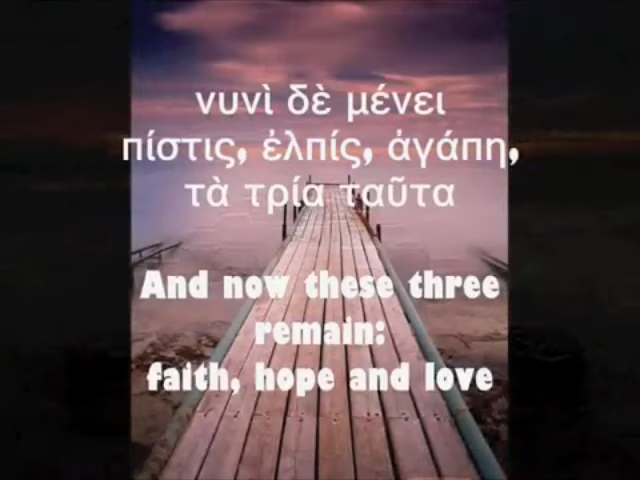 νυνὶ δὲ μένει
πίστις, ἐλπίς, ἀγάπη,
τὰ τρία ταῦτα
And now these three
remain:
faith, hope and love